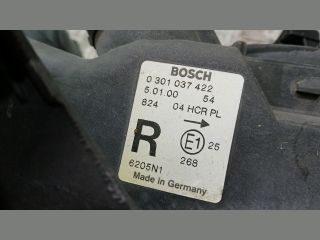 BOSCH
0 301 037 422
5.01.00 54
824 04 HCR PL
R E1 25
268
6205N1
Made in Germany